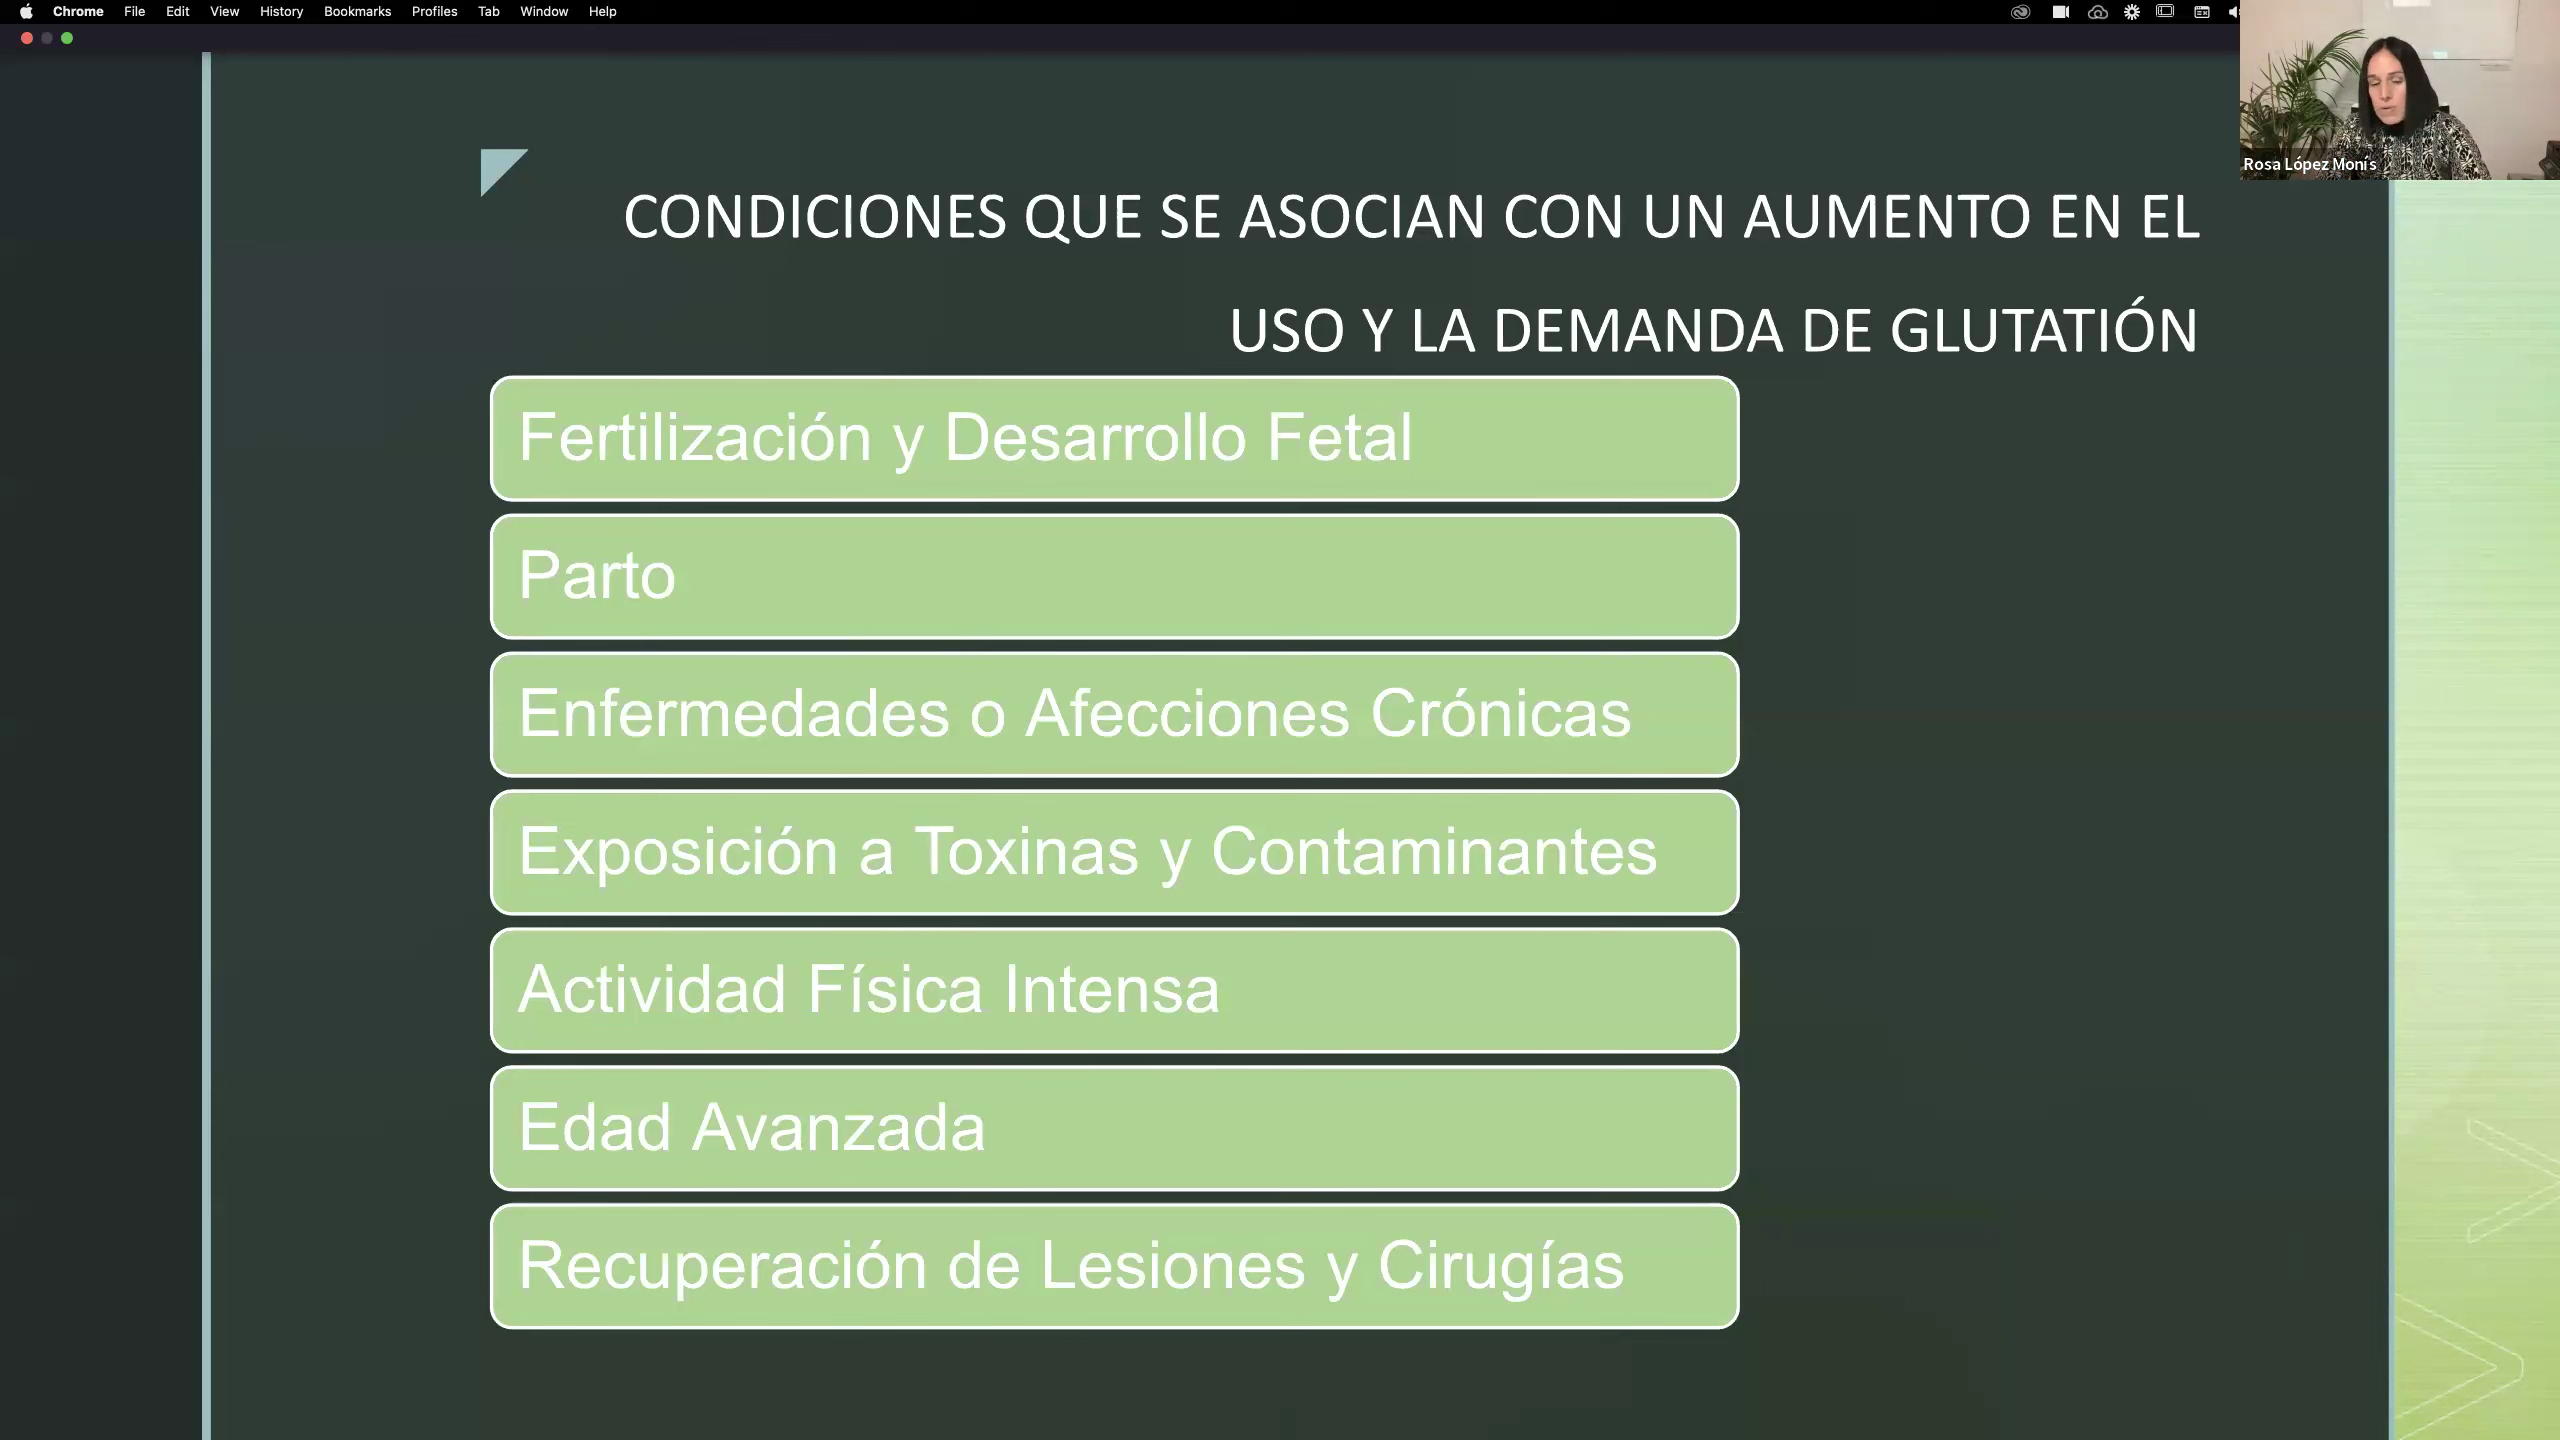 Chrome File Edit View History Bookmarks Profiles Tab Window Help
Rosa López Monís
CONDICIONES QUE SE ASOCIAN CON UN AUMENTO EN EL
USO Y LA DEMANDA DE GLUTATIÓN
Fertilización y Desarrollo Fetal
Parto
Enfermedades o Afecciones Crónicas
Exposición a Toxinas y Contaminantes
Actividad Física Intensa
Edad Avanzada
Recuperación de Lesiones y Cirugías